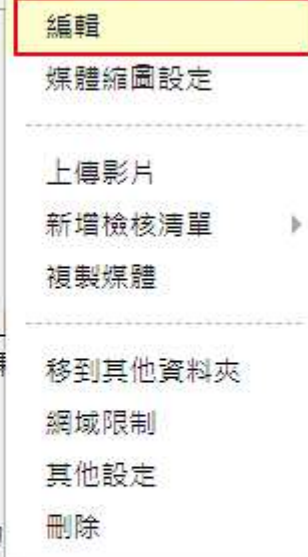 編輯
媒體縮圖設定
上傳影片
新增檢核清單
複製媒體
移到其他資料夾
網域限制
其他設定
刪除